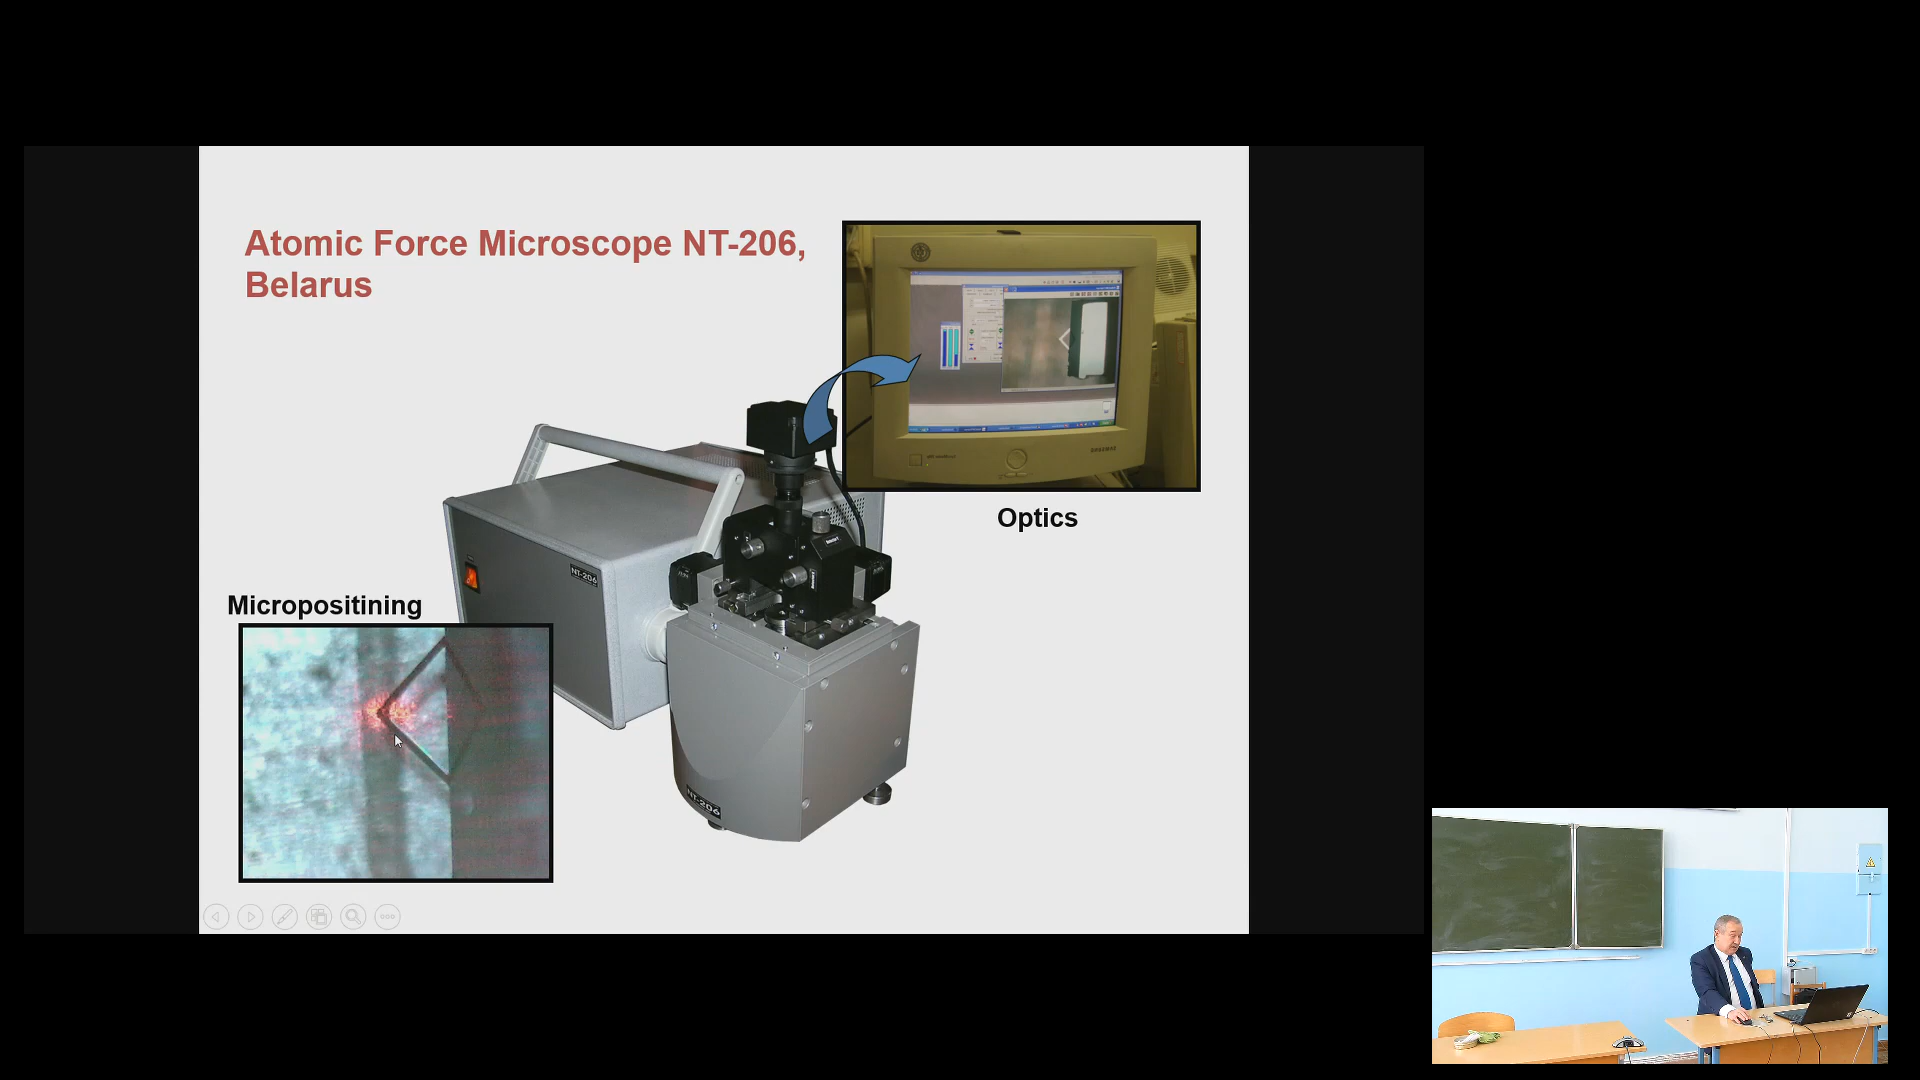 Atomic Force Microscope NT-206,
Belarus
Optics
NT-206
Micropositining
NT-206